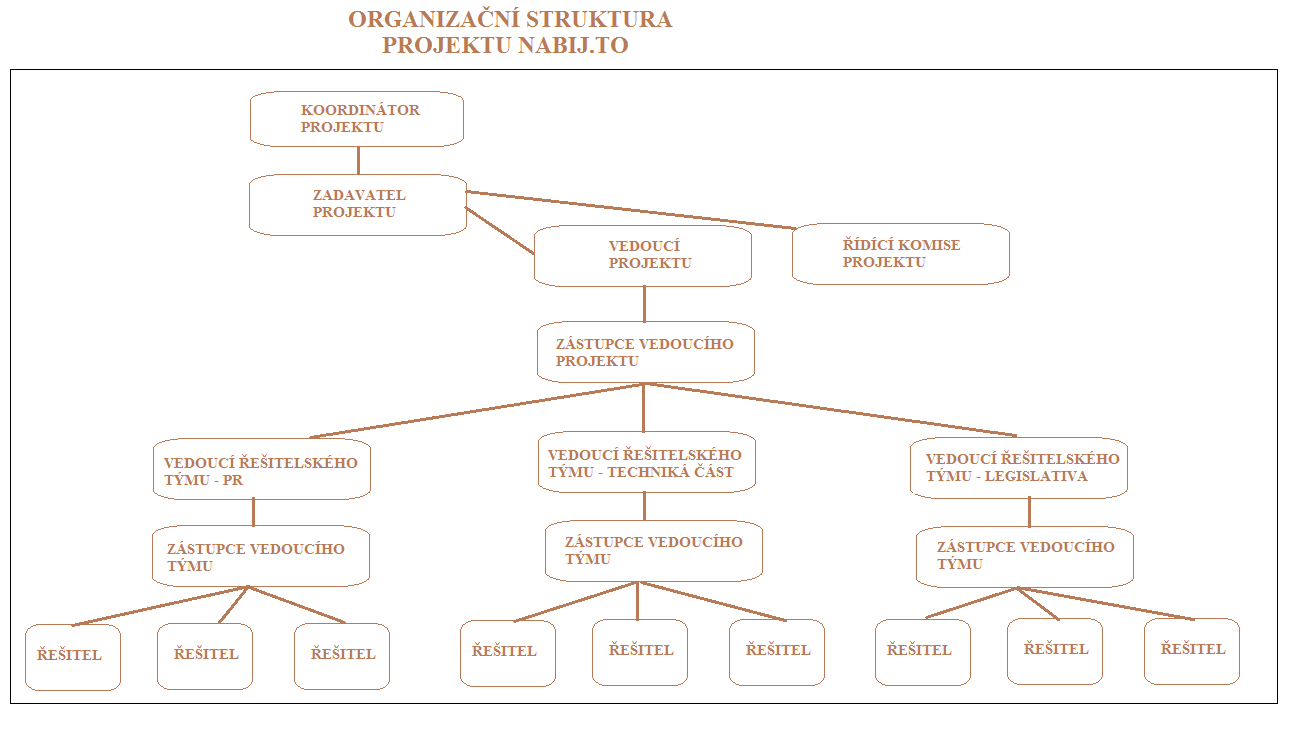 ORGANIZAČNÍ STRUKTURA
PROJEKTU NABIJ.TO
KOORDINÁTOR
PROJEKTU
ZADAVATEL
PROJEKTU
VEDOUCÍ
PROJEKTU
ŘÍDÍCÍ KOMISE
PROJEKTU
ZÁSTUPCE VEDOUCÍHO
PROJEKTU
VEDOUCÍ ŘEŠITELSKÉHO
TÝMU - PR
VEDOUCÍ ŘEŠITELSKÉHO
TÝMU - TECHNIKÁ ČÁST
VEDOUCÍ ŘEŠITELSKÉHO
TÝMU - LEGISLATIVA
ZÁSTUPCE VEDOUCÍHO
TÝMU
ZÁSTUPCE VEDOUCÍHO
TÝMU
ZÁSTUPCE VEDOUCÍHO
TÝMU
ŘEŠITEL
ŘEŠITEL
ŘEŠITEL
ŘEŠITEL
ŘEŠITEL
ŘEŠITEL
ŘEŠITEL
ŘEŠITEL
ŘEŠITEL